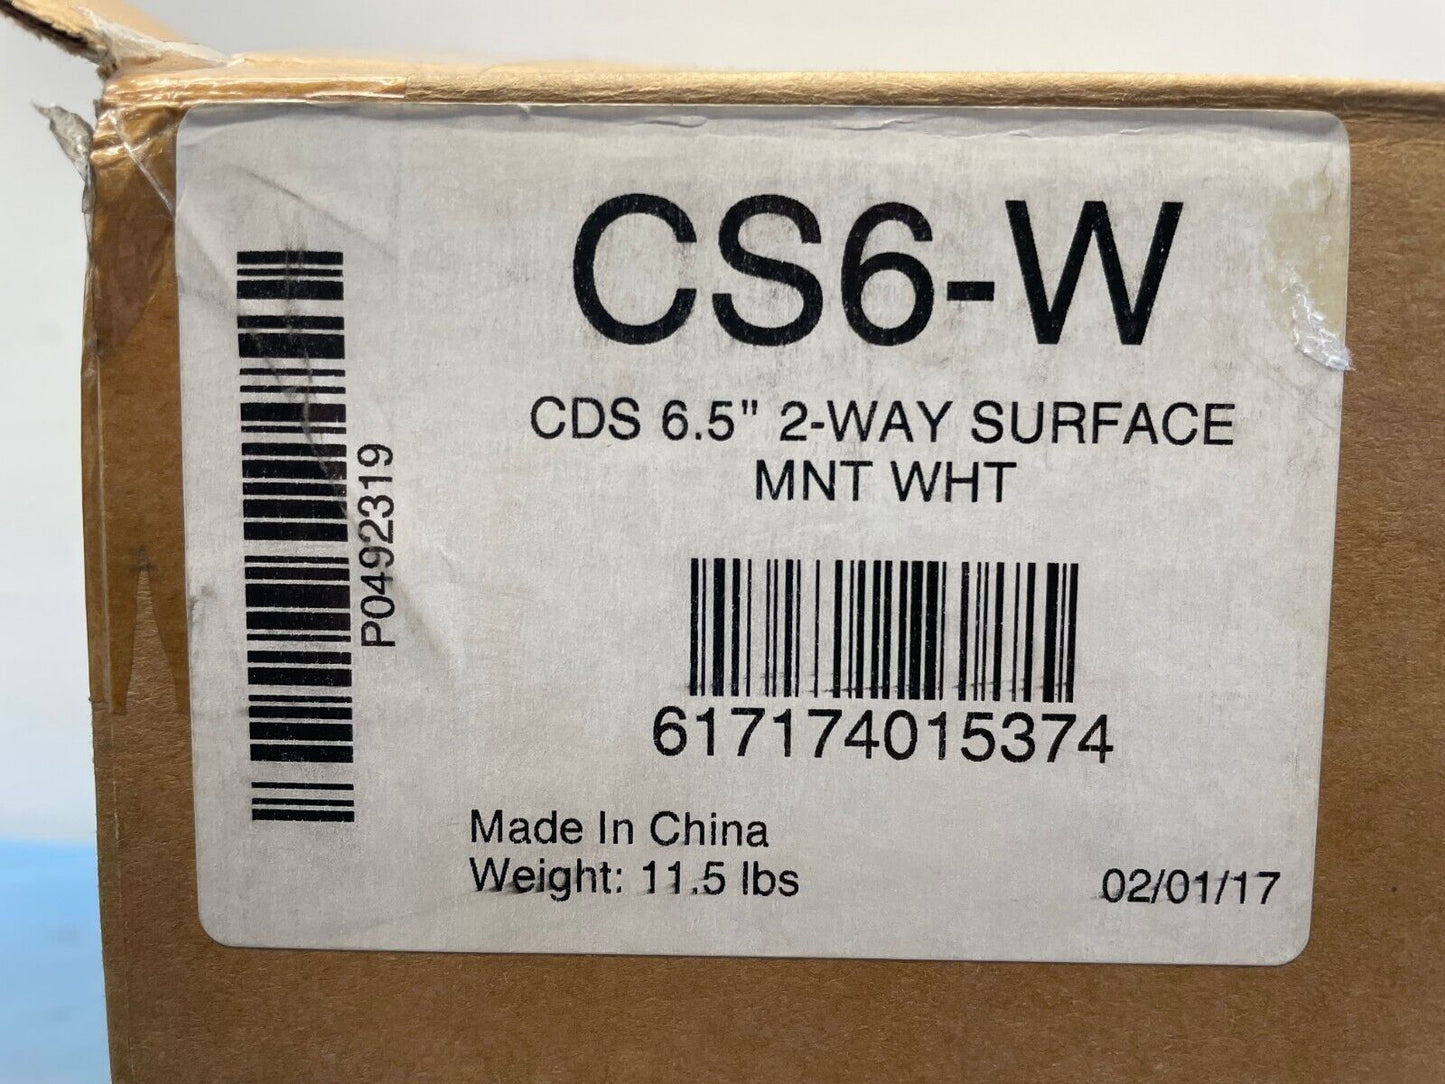 CS6-W
CDS 6.5" 2-WAY SURFACE
MNT WHT
P0492319
617174015374
Made In China
Weight: 11.5 lbs
02/01/17